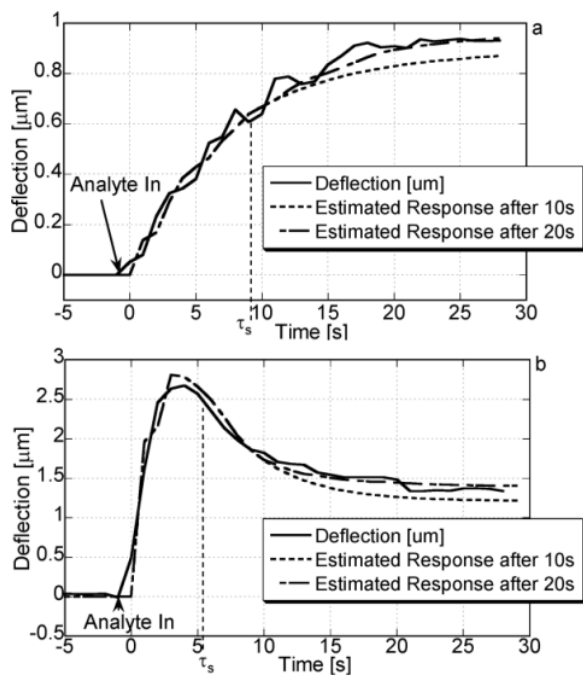 a
1
0.8
0.6
0.4
0.2
0
Deflection [μm]
Analyte In
Deflection [um]
Estimated Response after 10s
Estimated Response after 20s
-5 0 5 10 15 20 25 30
τs Time [s]
b
3
2.5
2
1.5
1
0.5
0
-0.5
Deflection [μm]
Deflection [um]
Estimated Response after 10s
Estimated Response after 20s
Analyte In
-5 0 5 10 15 20 25 30
τs Time [s]